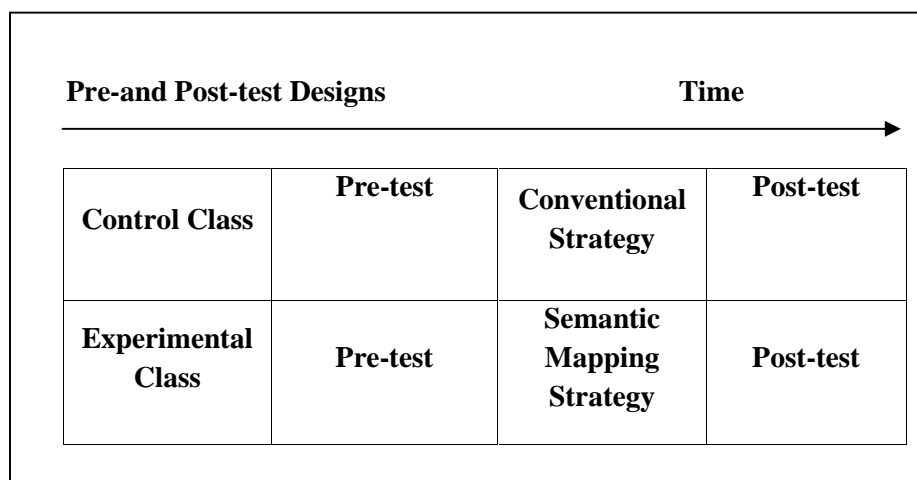 Pre-and Post-test Designs Time
Control Class
Pre-test
Conventional
Strategy
Post-test
Experimental
Class
Pre-test
Semantic
Mapping
Strategy
Post-test